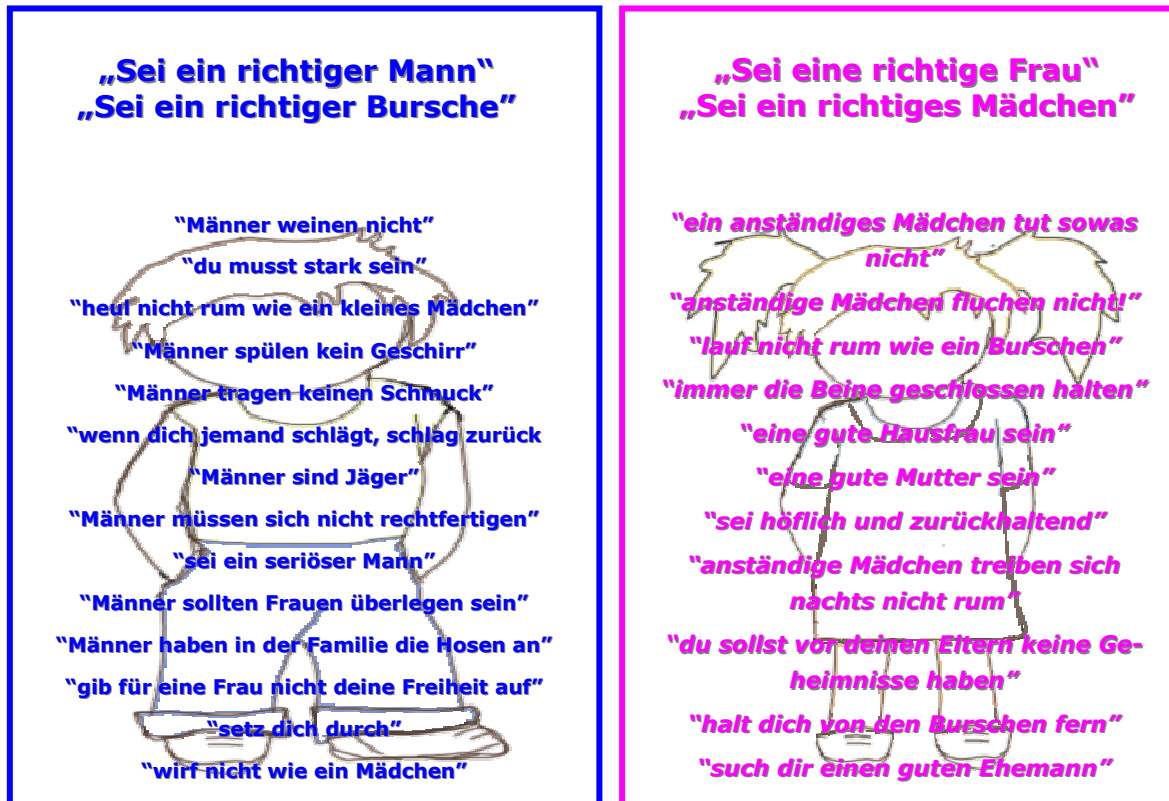 „Sei ein richtiger Mann“
„Sei ein richtiger Bursche”
“Männer weinen nicht”
“du musst stark sein”
“heul nicht rum wie ein kleines Mädchen”
“Männer spülen kein Geschirr”
“Männer tragen keinen Schmuck”
“wenn dich jemand schlägt, schlag zurück
“Männer sind Jäger”
“Männer müssen sich nicht rechtfertigen”
“sei ein seriöser Mann”
“Männer sollten Frauen überlegen sein”
“Männer haben in der Familie die Hosen an”
“gib für eine Frau nicht deine Freiheit auf”
“setz dich durch”
“wirf nicht wie ein Mädchen”
„Sei eine richtige Frau“
„Sei ein richtiges Mädchen”
“ein anständiges Mädchen tut sowas
nicht”
“anständige Mädchen fluchen nicht!”
“lauf nicht rum wie ein Burschen”
“immer die Beine geschlossen halten”
“eine gute Hausfrau sein”
“eine gute Mutter sein”
“sei höflich und zurückhaltend”
“anständige Mädchen treiben sich
nachts nicht rum”
“du sollst vor deinen Eltern keine Ge-
heimnisse haben”
“halt dich von den Burschen fern”
“such dir einen guten Ehemann”